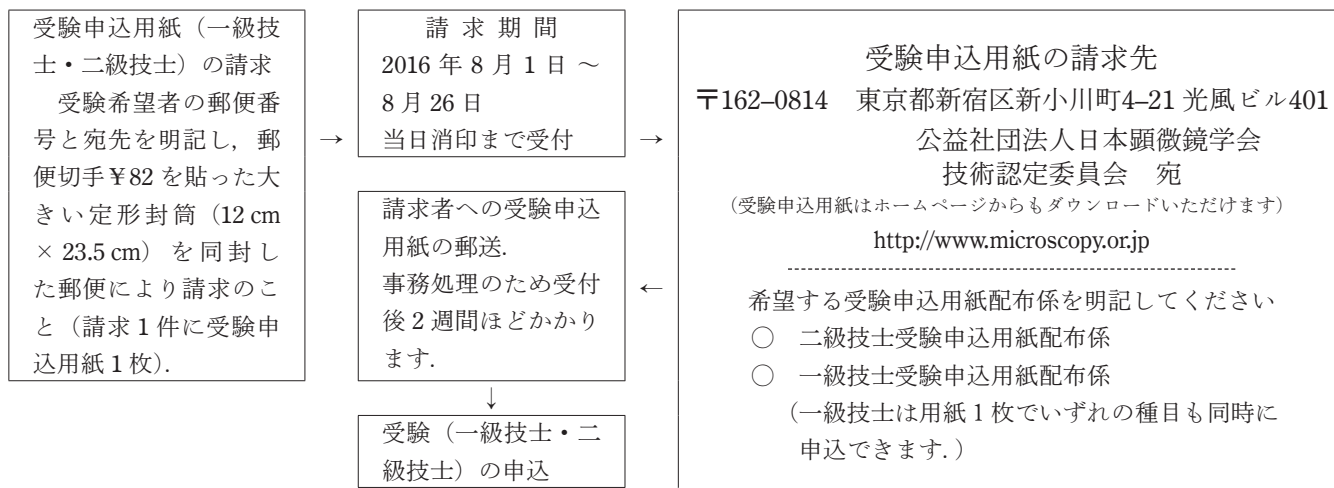 受験申込用紙（一級技
士・二級技士）の請求
　受験希望者の郵便番
号と宛先を明記し，郵
便切手￥82を貼った大
きい定形封筒（12 cm
× 23.5 cm）を同封し
た郵便により請求のこ
と（請求1件に受験申
込用紙1枚）．
→
請 求 期 間
2016 年 8 月 1 日 ～
8 月 26 日
当日消印まで受付
→
受験申込用紙の請求先
〒162–0814　東京都新宿区新小川町4–21 光風ビル401
公益社団法人日本顕微鏡学会
技術認定委員会　宛
（受験申込用紙はホームページからもダウンロードいただけます）
http://www.microscopy.or.jp
希望する受験申込用紙配布係を明記してください
○　二級技士受験申込用紙配布係
○　一級技士受験申込用紙配布係
（一級技士は用紙1枚でいずれの種目も同時に
申込できます．）
←
請求者への受験申込
用紙の郵送．
事務処理のため受付
後2週間ほどかかり
ます．
↓
受験（一級技士・二
級技士）の申込